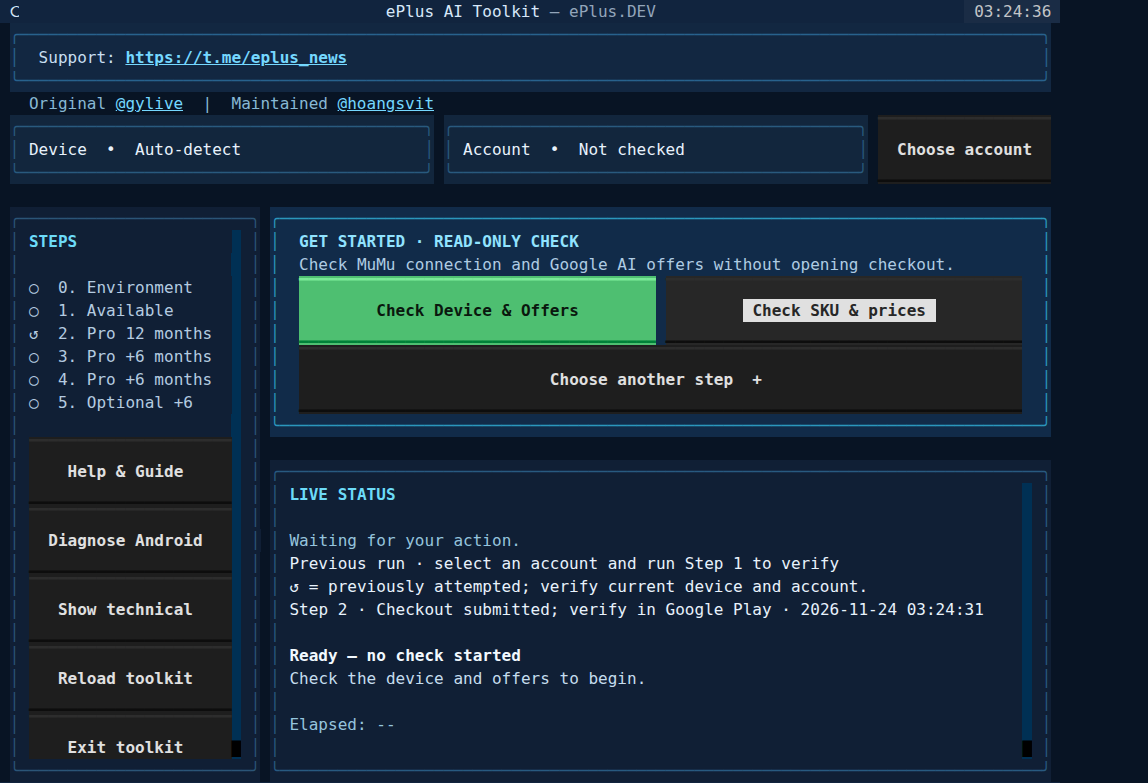 C ePlus AI Toolkit — ePlus.DEV 03:24:36
Support: https://t.me/eplus_news
Original @gylive | Maintained @hoangsvit
Device • Auto-detect
Account • Not checked
Choose account
STEPS
○ 0. Environment
○ 1. Available
↺ 2. Pro 12 months
○ 3. Pro +6 months
○ 4. Pro +6 months
○ 5. Optional +6
Help & Guide
Diagnose Android
Show technical
Reload toolkit
Exit toolkit
GET STARTED · READ-ONLY CHECK
Check MuMu connection and Google AI offers without opening checkout.
Check Device & Offers
Check SKU & prices
Choose another step +
LIVE STATUS
Waiting for your action.
Previous run · select an account and run Step 1 to verify
↺ = previously attempted; verify current device and account.
Step 2 · Checkout submitted; verify in Google Play · 2026-11-24 03:24:31
Ready — no check started
Check the device and offers to begin.
Elapsed: --